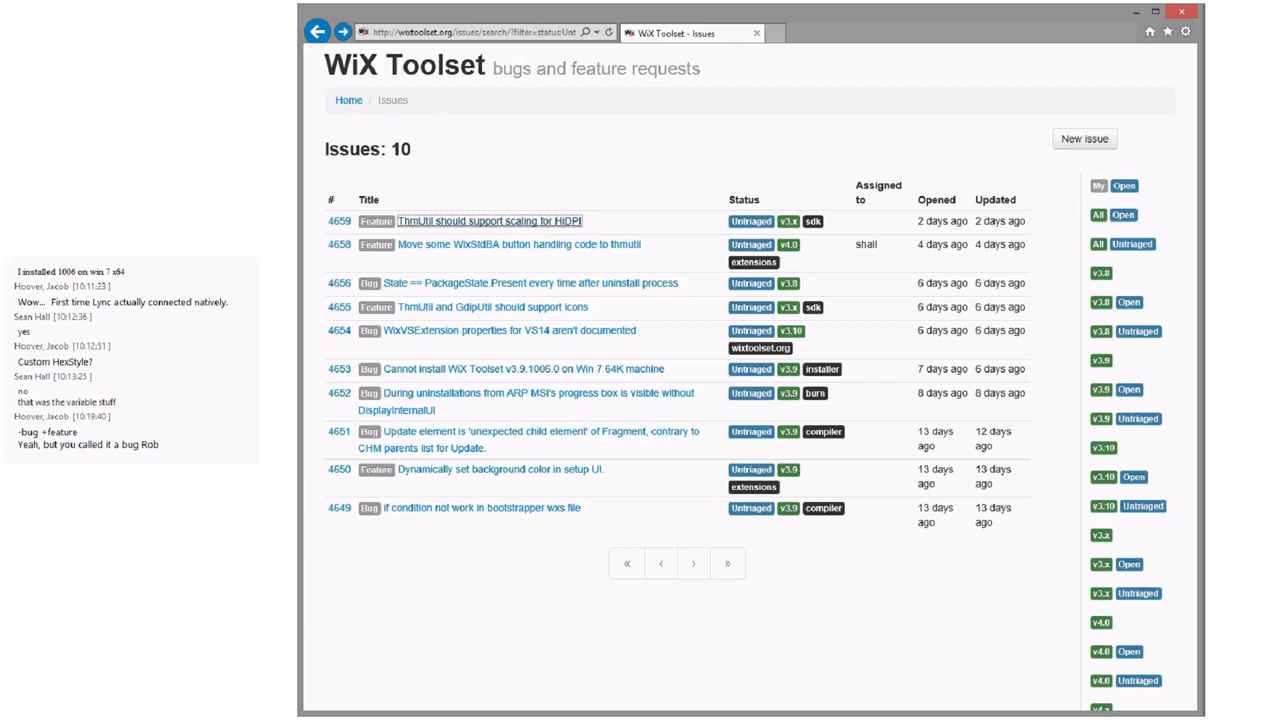 I installed 1006 on win 7 x64
Hoover, Jacob [10:11:23 ]
Wow... First time Lync actually connected natively.
Sean Hall [10:12:36 ]
yes
Hoover, Jacob [10:12:51 ]
Custom HexStyle?
Sean Hall [10:13:25 ]
no
that was the variable stuff
Hoover, Jacob [10:19:40 ]
-bug +feature
Yeah, but you called it a bug Rob
http://wixtoolset.org/issues/search/?filter=status:Unt
WiX Toolset - Issues
WiX Toolset bugs and feature requests
Home / Issues
Issues: 10
New issue
# Title Status Assigned to Opened Updated
4659 Feature ThmUtil should support scaling for HiDPI Untriaged v3.x sdk 2 days ago 2 days ago
4658 Feature Move some WixStdBA button handling code to thmutil Untriaged v4.0 shall 4 days ago 4 days ago
extensions
4656 Bug State == PackageState.Present every time after uninstall process Untriaged v3.8 6 days ago 6 days ago
4655 Feature ThmUtil and GdipUtil should support icons Untriaged v3.x sdk 6 days ago 6 days ago
4654 Bug WixVSExtension properties for VS14 aren't documented Untriaged v3.10 6 days ago 6 days ago
wixtoolset.org
4653 Bug Cannot install WiX Toolset v3.9.1006.0 on Win 7 64K machine Untriaged v3.9 installer 7 days ago 6 days ago
4652 Bug During uninstallations from ARP MSI's progress box is visible without Untriaged v3.9 burn 8 days ago 8 days ago
DisplayInternalUI
4651 Bug Update element is 'unexpected child element' of Fragment, contrary to Untriaged v3.9 compiler 13 days 12 days
CHM parents list for Update. ago ago
4650 Feature Dynamically set background color in setup UI. Untriaged v3.9 13 days 13 days
extensions ago ago
4649 Bug if condition not work in bootstrapper wxs file Untriaged v3.9 compiler 13 days 13 days
ago ago
« ‹ › »
My Open
All Open
All Untriaged
v3.8
v3.8 Open
v3.8 Untriaged
v3.9
v3.9 Open
v3.9 Untriaged
v3.10
v3.10 Open
v3.10 Untriaged
v3.x
v3.x Open
v3.x Untriaged
v4.0
v4.0 Open
v4.0 Untriaged
v4.x